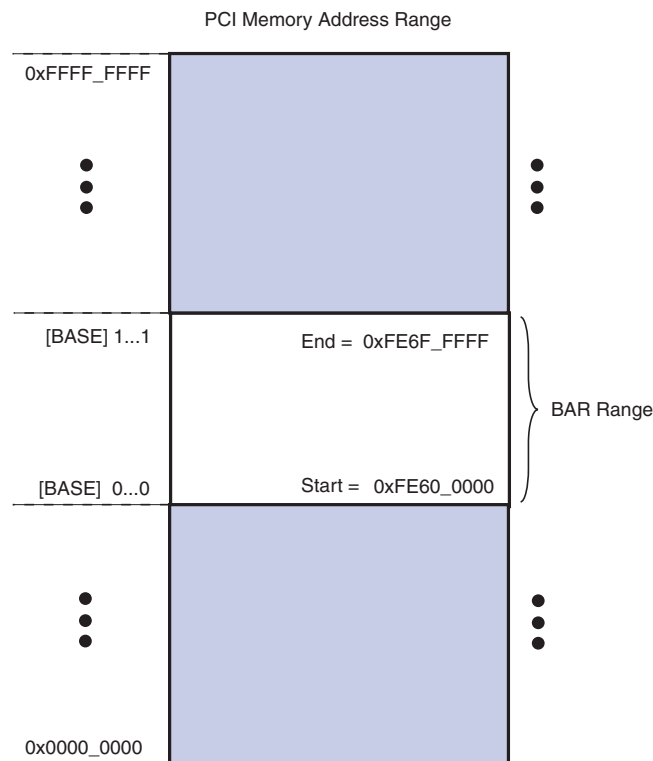 PCI Memory Address Range
0xFFFF_FFFF
[BASE] 1...1
End = 0xFE6F_FFFF
BAR Range
[BASE] 0...0
Start = 0xFE60_0000
0x0000_0000